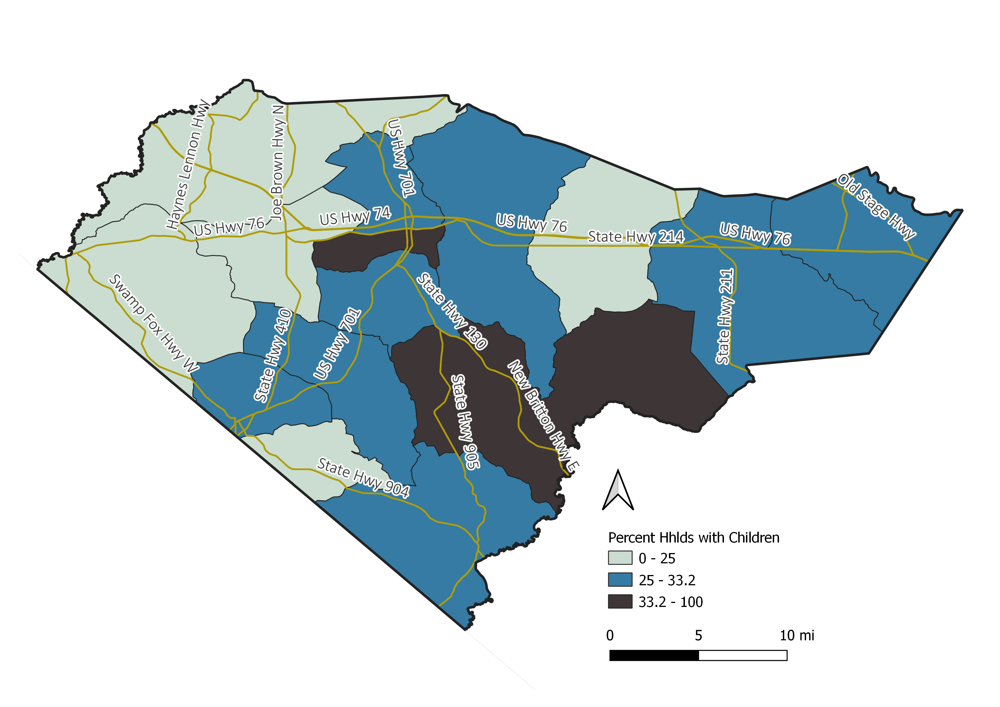 Haynes Lennon Hwy
Joe Brown Hwy N
US Hwy 701
US Hwy 76
US Hwy 74
US Hwy 76
State Hwy 214
US Hwy 76
Old Stage Hwy
Swamp Fox Hwy W
State Hwy 410
US Hwy 701
State Hwy 130
State Hwy 211
New Britton Hwy E
State Hwy 905
State Hwy 904
Percent Hhlds with Children
0 - 25
25 - 33.2
33.2 - 100
0 5 10 mi